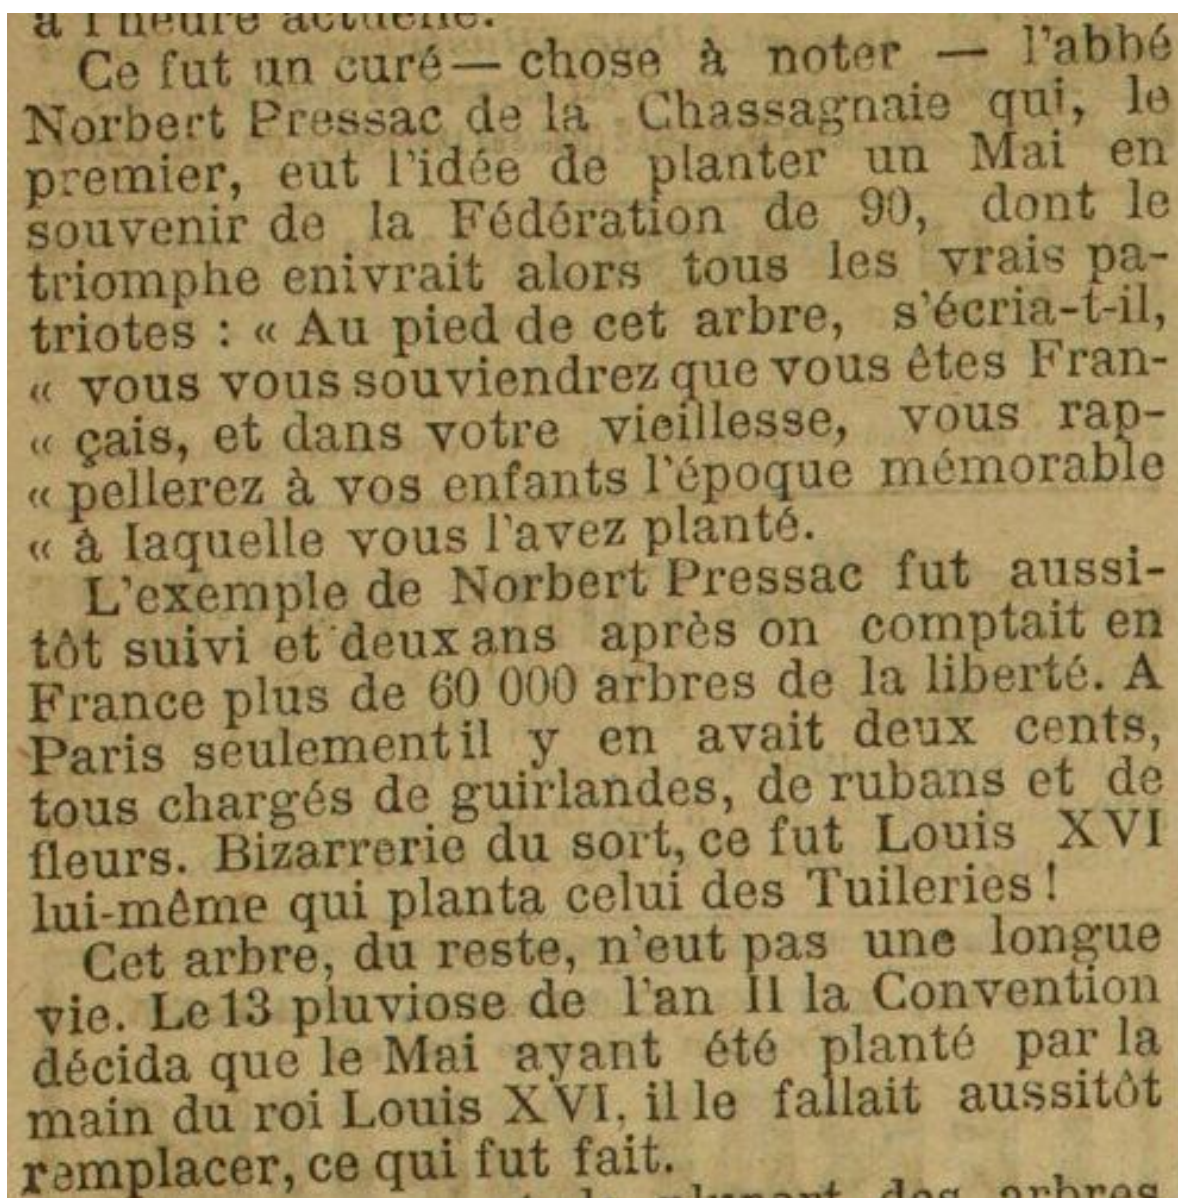 à l'heure actuelle.
Ce fut un curé — chose à noter — l'abbé
Norbert Pressac de la Chassagnaie qui, le
premier, eut l'idée de planter un Mai en
souvenir de la Fédération de 90, dont le
triomphe enivrait alors tous les vrais pa-
triotes : « Au pied de cet arbre, s'écria-t-il,
« vous vous souviendrez que vous êtes Fran-
« çais, et dans votre vieillesse, vous rap-
« pellerez à vos enfants l'époque mémorable
« à laquelle vous l'avez planté.
L'exemple de Norbert Pressac fut aussi-
tôt suivi et deux ans après on comptait en
France plus de 60 000 arbres de la liberté. A
Paris seulement il y en avait deux cents,
tous chargés de guirlandes, de rubans et de
fleurs. Bizarrerie du sort, ce fut Louis XVI
lui-même qui planta celui des Tuileries !
Cet arbre, du reste, n'eut pas une longue
vie. Le 13 pluviose de l'an II la Convention
décida que le Mai ayant été planté par la
main du roi Louis XVI, il le fallait aussitôt
remplacer, ce qui fut fait.
plupart des arbres